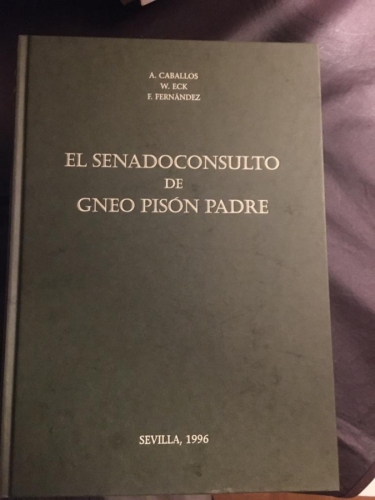 A. CABALLOS
W. ECK
F. FERNÁNDEZ
EL SENADOCONSULTO
DE
GNEO PISÓN PADRE
SEVILLA, 1996